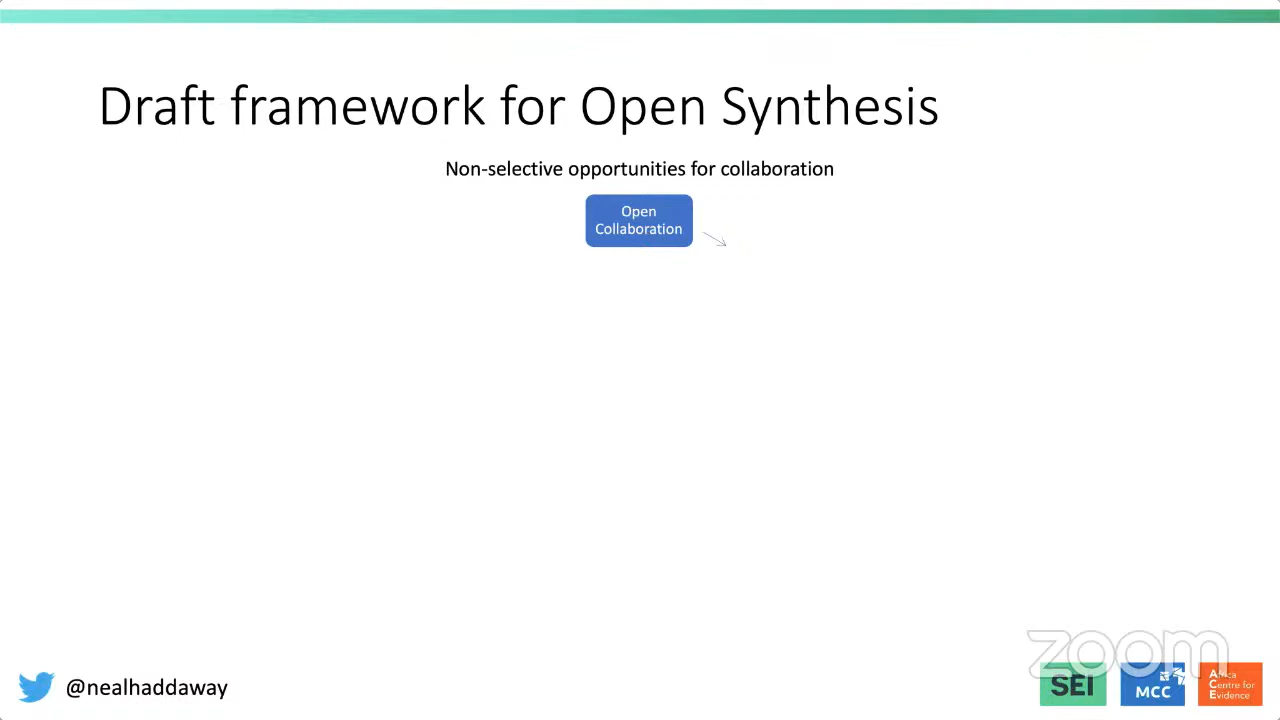 Draft framework for Open Synthesis
Non-selective opportunities for collaboration
Open
Collaboration
@nealhaddaway
zoom
SEI
MCC
Africa
Centre for
Evidence